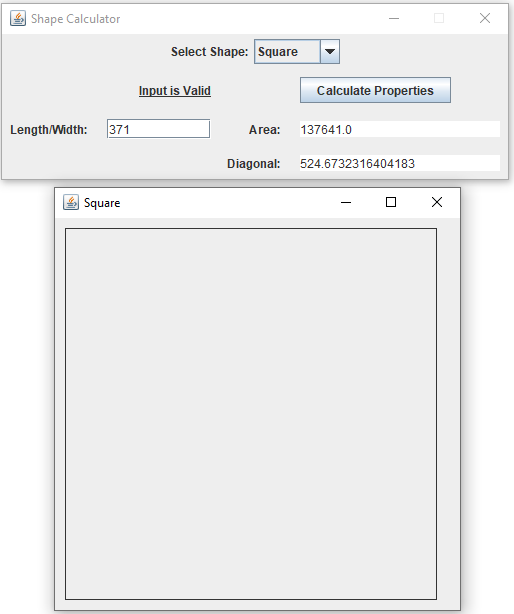 Shape Calculator
Select Shape: Square
Input is Valid Calculate Properties
Length/Width: 371 Area: 137641.0
Diagonal: 524.6732316404183
Square